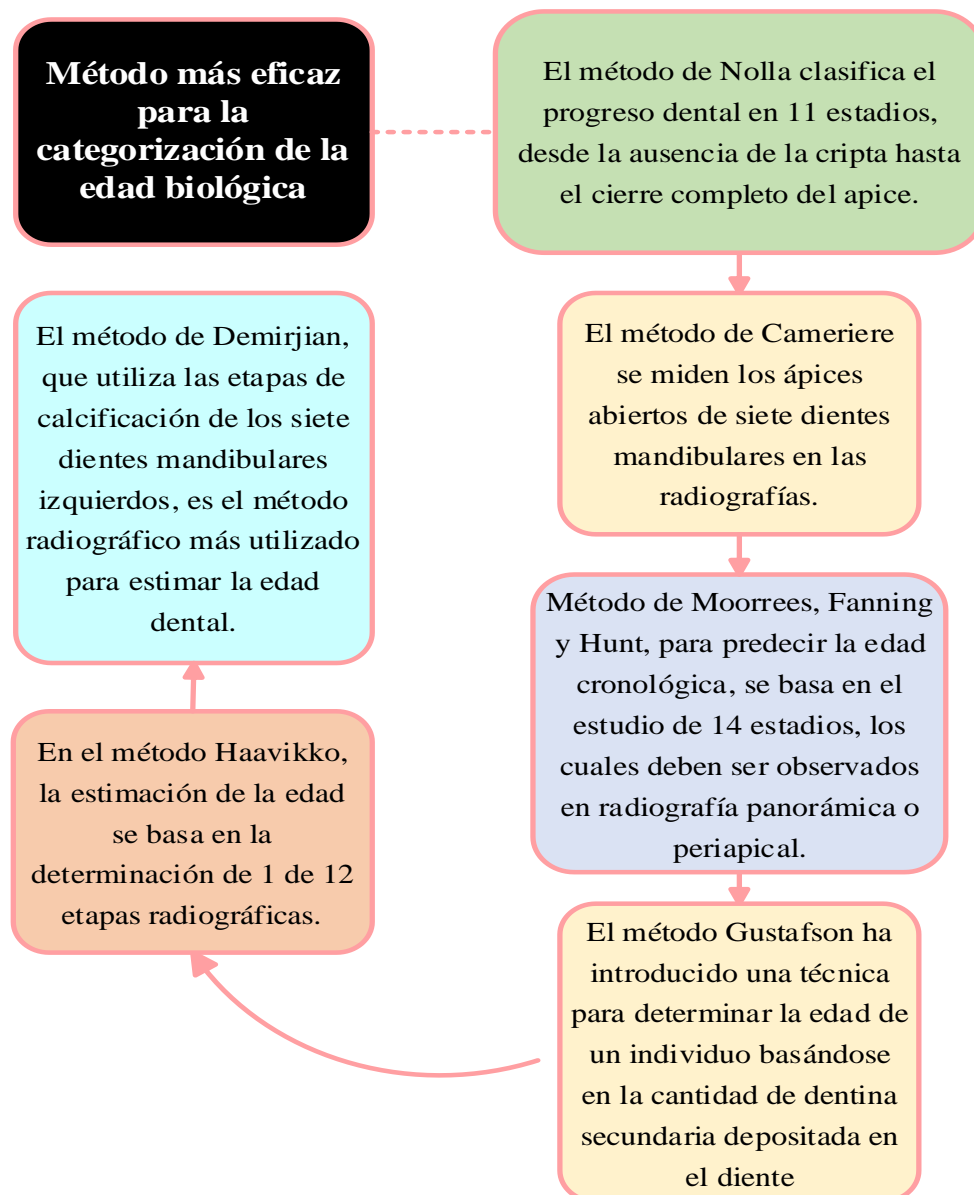 Método más eficaz
para la
categorización de la
edad biológica
El método de Nolla clasifica el
progreso dental en 11 estadios,
desde la ausencia de la cripta hasta
el cierre completo del apice.
El método de Cameriere
se miden los ápices
abiertos de siete dientes
mandibulares en las
radiografías.
Método de Moorrees, Fanning
y Hunt, para predecir la edad
cronológica, se basa en el
estudio de 14 estadios, los
cuales deben ser observados
en radiografía panorámica o
periapical.
El método Gustafson ha
introducido una técnica
para determinar la edad de
un individuo basándose
en la cantidad de dentina
secundaria depositada en
el diente
En el método Haavikko,
la estimación de la edad
se basa en la
determinación de 1 de 12
etapas radiográficas.
El método de Demirjian,
que utiliza las etapas de
calcificación de los siete
dientes mandibulares
izquierdos, es el método
radiográfico más utilizado
para estimar la edad
dental.